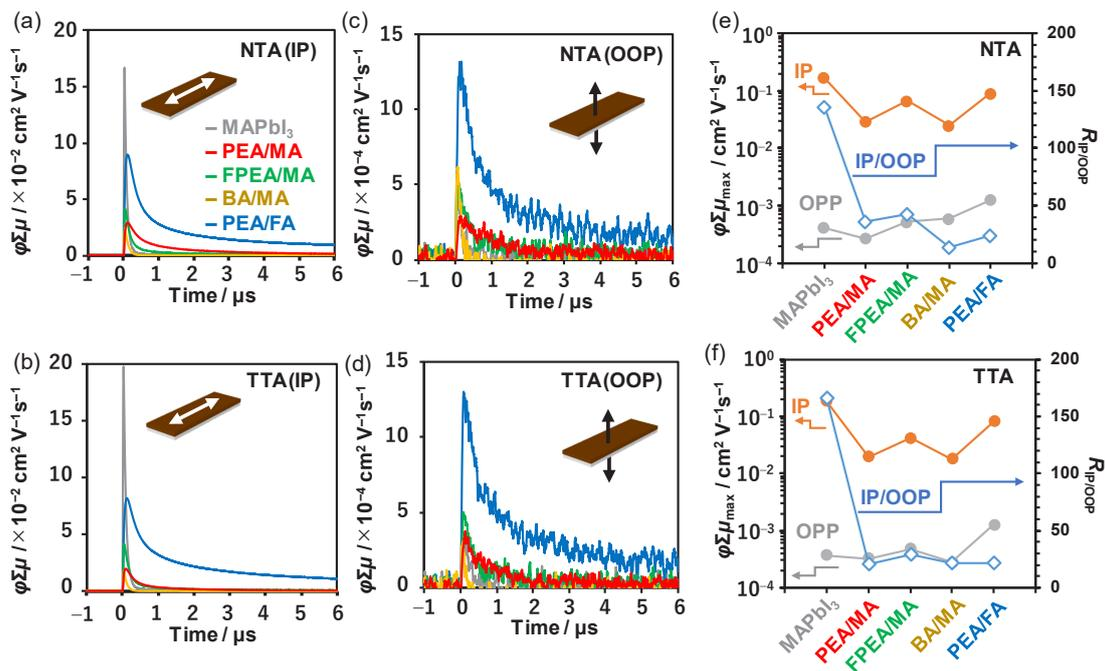 (a)
20
15
10
5
0
−1 0 1 2 3 4 5 6
Time / μs
φΣμ / ×10⁻² cm² V⁻¹s⁻¹
NTA (IP)
MAPbI₃
PEA/MA
FPEA/MA
BA/MA
PEA/FA
(c)
15
10
5
0
−1 0 1 2 3 4 5 6
Time / μs
φΣμ / ×10⁻⁴ cm² V⁻¹s⁻¹
NTA (OOP)
(e)
10⁰
10⁻¹
10⁻²
10⁻³
10⁻⁴
φΣμmax / cm² V⁻¹s⁻¹
NTA
IP
IP/OOP
OPP
200
150
100
50
0
R_IP/OOP
MAPbI₃
PEA/MA
FPEA/MA
BA/MA
PEA/FA
(b)
20
15
10
5
0
−1 0 1 2 3 4 5 6
Time / μs
φΣμ / ×10⁻² cm² V⁻¹s⁻¹
TTA (IP)
(d)
15
10
5
0
−1 0 1 2 3 4 5 6
Time / μs
φΣμ / ×10⁻⁴ cm² V⁻¹s⁻¹
TTA (OOP)
(f)
10⁰
10⁻¹
10⁻²
10⁻³
10⁻⁴
φΣμmax / cm² V⁻¹s⁻¹
TTA
IP
IP/OOP
OPP
200
150
100
50
0
R_IP/OOP
MAPbI₃
PEA/MA
FPEA/MA
BA/MA
PEA/FA